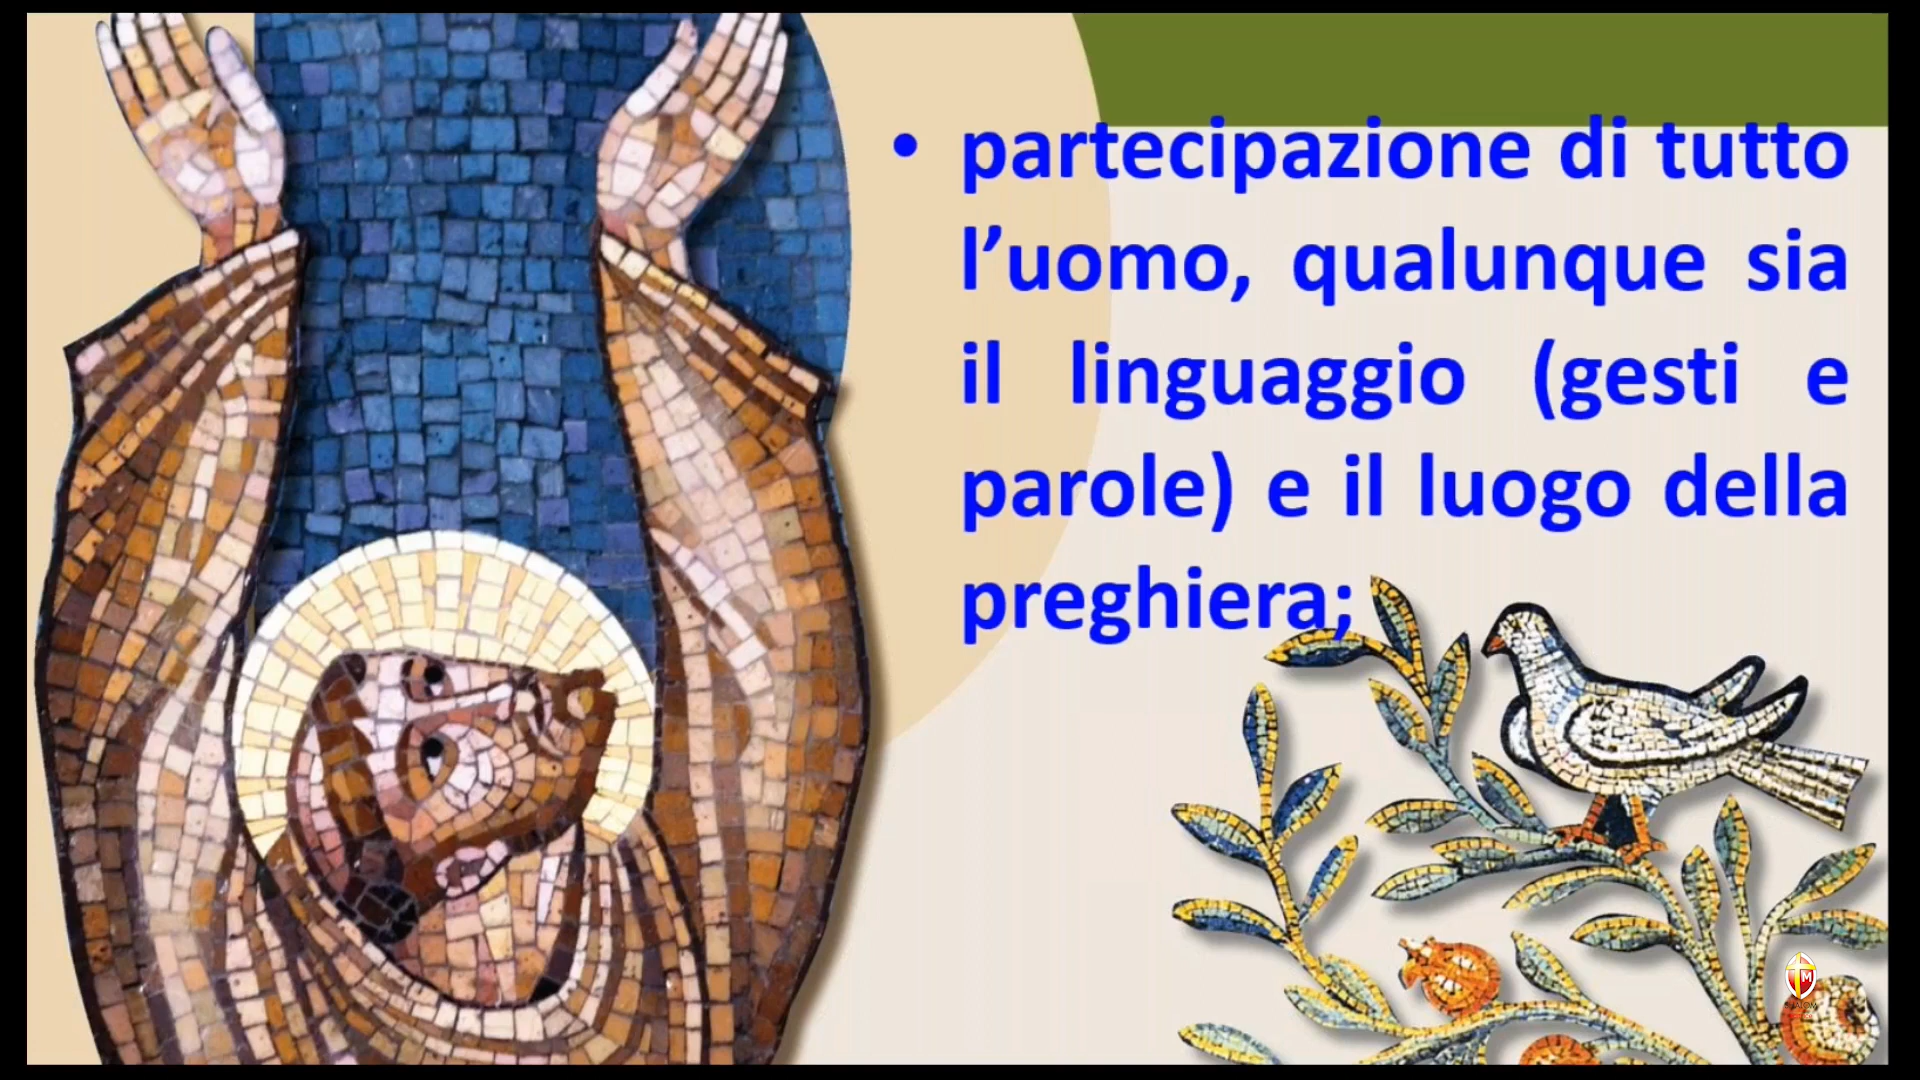 • partecipazione di tutto
l’uomo, qualunque sia
il linguaggio (gesti e
parole) e il luogo della
preghiera;
M